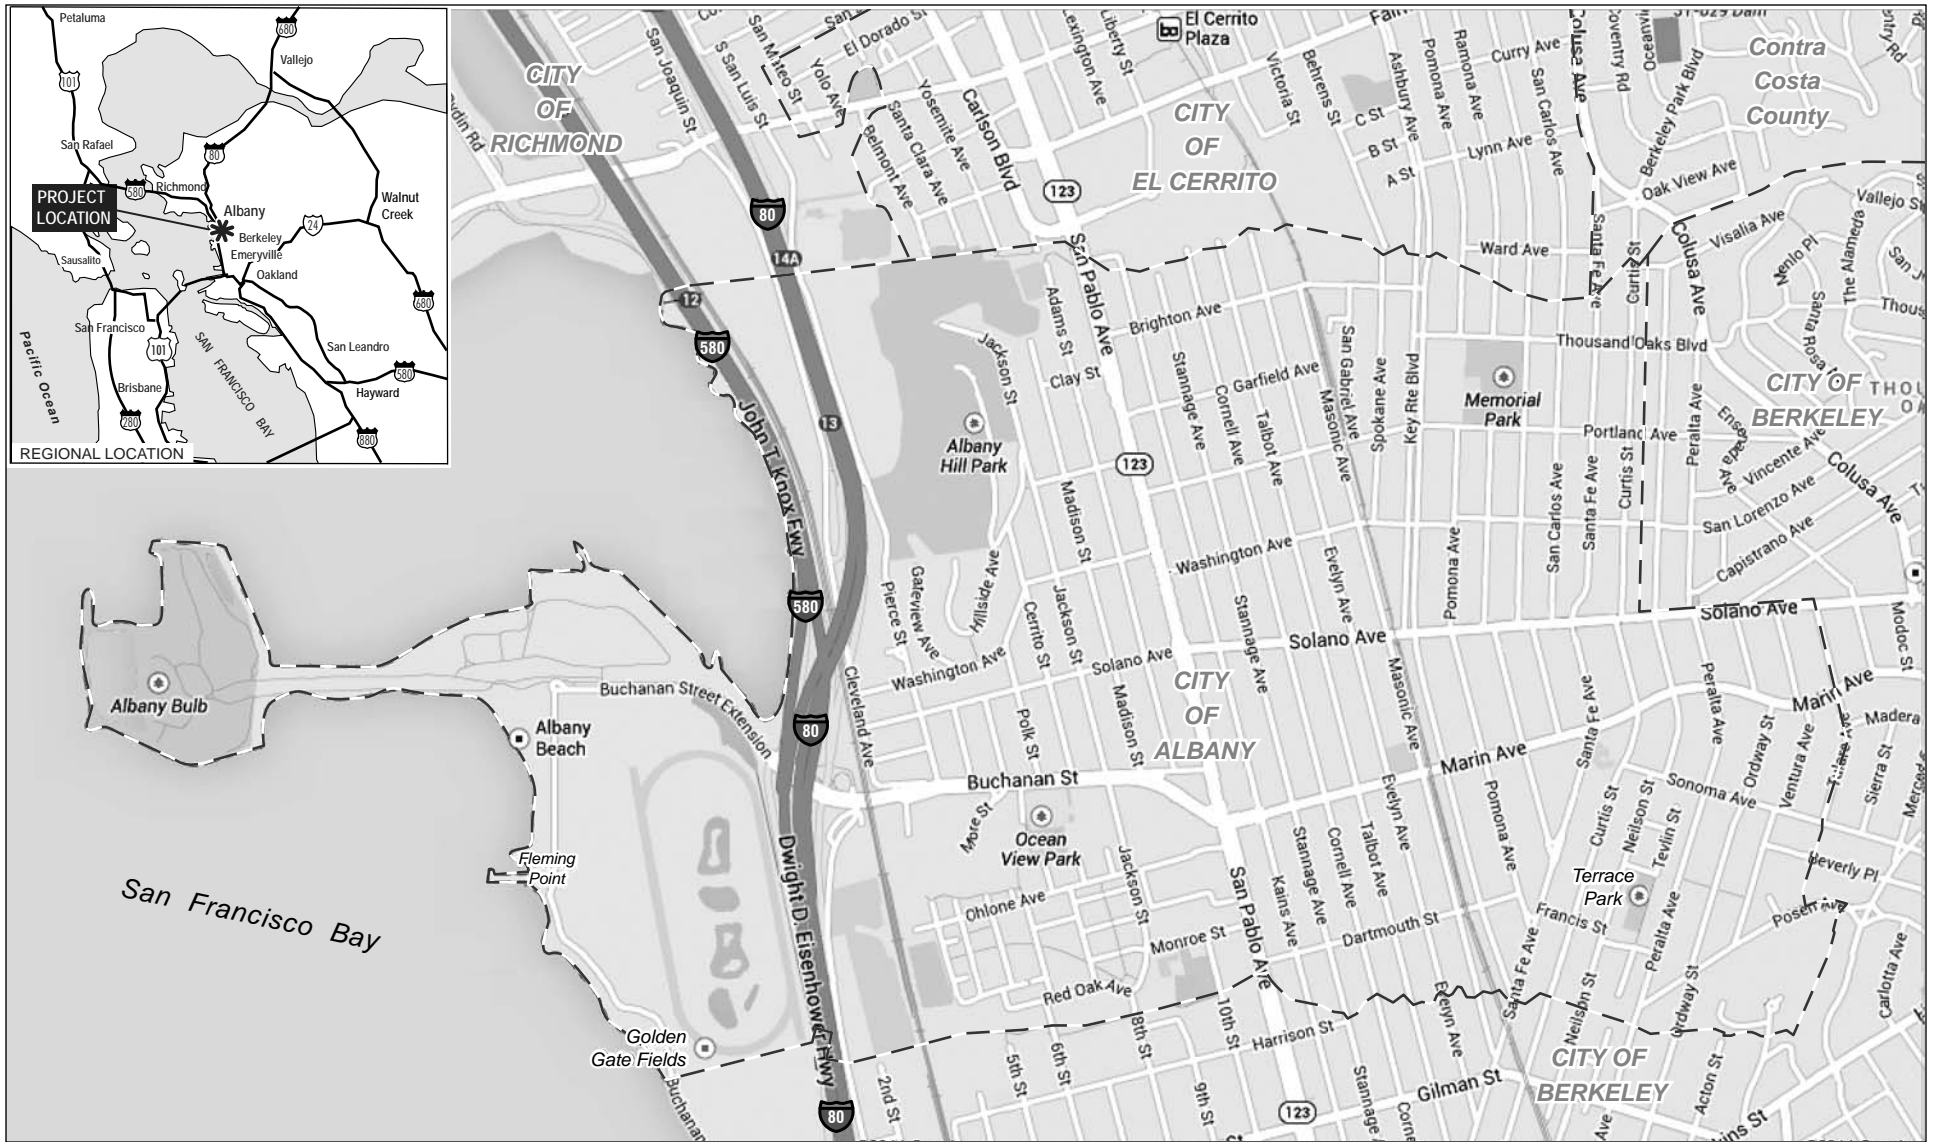 Petaluma
680
Vallejo
101
San Rafael
80
580
Richmond
PROJECT
LOCATION
Albany
Walnut
Creek
24
Berkeley
Emeryville
Sausalito
Oakland
680
San Francisco
101
San Leandro
580
Pacific Ocean
SAN FRANCISCO BAY
Brisbane
Hayward
280
880
REGIONAL LOCATION
CITY
OF
RICHMOND
San Joaquin St
S San Luis St
San Mateo St
El Dorado St
Yolo Ave
Yosemite Ave
Santa Clara Ave
Belmont Ave
Carlson Blvd
Lexington Ave
Liberty St
El Cerrito
Plaza
CITY
OF
EL CERRITO
Victoria St
Behrens St
Ashbury Ave
Pomona Ave
Ramona Ave
Curry Ave
San Carlos Ave
Colusa Ave
Coventry Rd
Berkeley Park Blvd
Contra
Costa
County
C St
B St
A St
Lynn Ave
Oak View Ave
123
80
14A
12
580
13
Ward Ave
Santa Fe Ave
Curtis St
Colusa Ave
Visalia Ave
Vallejo St
Menlo Pl
The Alameda
San Pablo Ave
Adams St
Brighton Ave
Jackson St
Clay St
Stannage Ave
Garfield Ave
Cornell Ave
Talbot Ave
San Gabriel Ave
Masonic Ave
Spokane Ave
Key Rte Blvd
Thousand Oaks Blvd
Memorial
Park
Portland Ave
Peralta Ave
CITY OF
BERKELEY
Ensenada Ave
Vincente Ave
Colusa Ave
San Lorenzo Ave
Capistrano Ave
John T. Knox Fwy
Albany
Hill Park
123
Madison St
Washington Ave
Evelyn Ave
Pomona Ave
San Carlos Ave
Santa Fe Ave
Curtis St
580
Pierce St
Gateview Ave
Hillside Ave
Cerrito St
Jackson St
Stannage Ave
Solano Ave
Solano Ave
Modoc St
Washington Ave
Solano Ave
Albany Bulb
Buchanan Street Extension
Albany
Beach
80
Cleveland Ave
Polk St
Madison St
CITY
OF
ALBANY
Masonic Ave
Marin Ave
Santa Fe Ave
Peralta Ave
Marin Ave
Madera
Ordway St
Ventura Ave
Sierra St
Buchanan St
Evelyn Ave
Pomona Ave
Curtis St
Neilson St
Sonoma Ave
Tevlin St
Ocean
View Park
Fleming
Point
Jackson St
Stannage Ave
Cornell Ave
Talbot Ave
Terrace
Park
Beverly Pl
Posen Ave
San Francisco Bay
Dwight D. Eisenhower Hwy
Ohlone Ave
San Pablo Ave
Kains Ave
Monroe St
Dartmouth St
Francis St
Peralta Ave
Santa Fe Ave
Carlotta Ave
Red Oak Ave
Evelyn Ave
Neilson St
Ordway St
Golden
Gate Fields
8th St
10th St
Harrison St
5th St
6th St
CITY OF
BERKELEY
Buchanan
2nd St
9th St
Gilman St
Acton St
80
123
Stannage